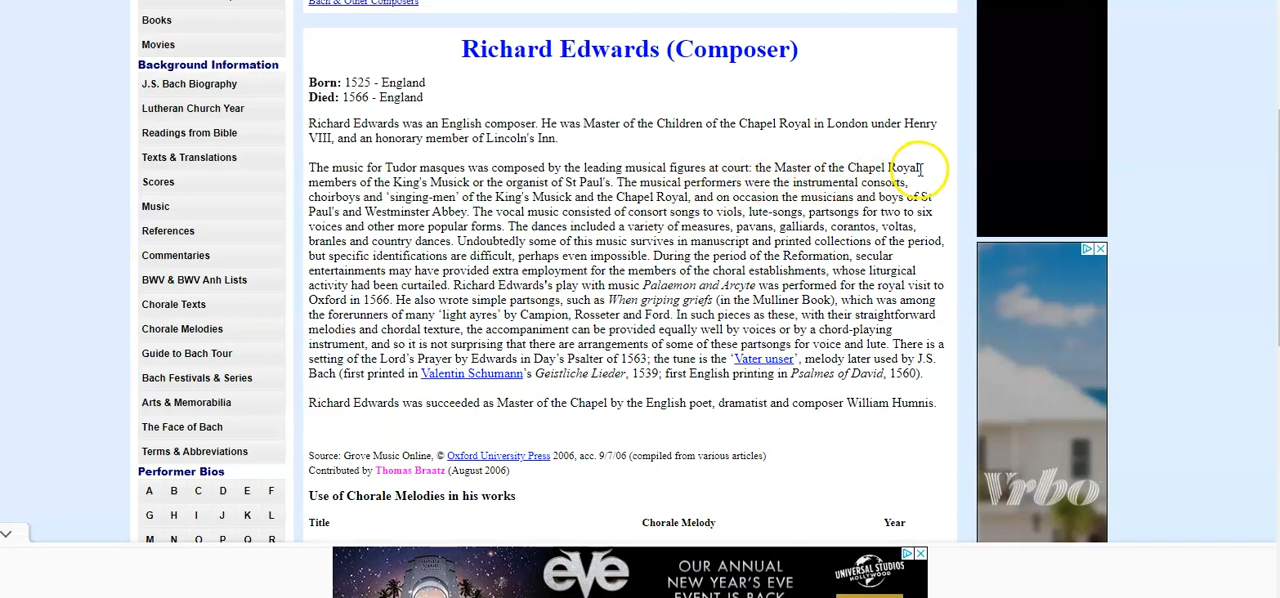 Bach & Other Composers
Books
Movies
Background Information
J.S. Bach Biography
Lutheran Church Year
Readings from Bible
Texts & Translations
Scores
Music
References
Commentaries
BWV & BWV Anh Lists
Chorale Texts
Chorale Melodies
Guide to Bach Tour
Bach Festivals & Series
Arts & Memorabilia
The Face of Bach
Terms & Abbreviations
Performer Bios
A B C D E F
G H I J K L
M N O P Q R
Richard Edwards (Composer)
Born: 1525 - England
Died: 1566 - England
Richard Edwards was an English composer. He was Master of the Children of the Chapel Royal in London under Henry
VIII, and an honorary member of Lincoln's Inn.
The music for Tudor masques was composed by the leading musical figures at court: the Master of the Chapel Royal,
members of the King's Musick or the organist of St Paul's. The musical performers were the instrumental consorts,
choirboys and ‘singing-men’ of the King's Musick and the Chapel Royal, and on occasion the musicians and boys of St
Paul's and Westminster Abbey. The vocal music consisted of consort songs to viols, lute-songs, partsongs for two to six
voices and other more popular forms. The dances included a variety of measures, pavans, galliards, corantos, voltas,
branles and country dances. Undoubtedly some of this music survives in manuscript and printed collections of the period,
but specific identifications are difficult, perhaps even impossible. During the period of the Reformation, secular
entertainments may have provided extra employment for the members of the choral establishments, whose liturgical
activity had been curtailed. Richard Edwards's play with music Palaemon and Arcyte was performed for the royal visit to
Oxford in 1566. He also wrote simple partsongs, such as When griping griefs (in the Mulliner Book), which was among
the forerunners of many ‘light ayres’ by Campion, Rosseter and Ford. In such pieces as these, with their straightforward
melodies and chordal texture, the accompaniment can be provided equally well by voices or by a chord-playing
instrument, and so it is not surprising that there are arrangements of some of these partsongs for voice and lute. There is a
setting of the Lord’s Prayer by Edwards in Day’s Psalter of 1563; the tune is the ‘Vater unser’, melody later used by J.S.
Bach (first printed in Valentin Schumann’s Geistliche Lieder, 1539; first English printing in Psalmes of David, 1560).
Richard Edwards was succeeded as Master of the Chapel by the English poet, dramatist and composer William Humnis.
Source: Grove Music Online, © Oxford University Press 2006, acc. 9/7/06 (compiled from various articles)
Contributed by Thomas Braatz (August 2006)
Use of Chorale Melodies in his works
Title Chorale Melody Year
Vrbo
eve
OUR ANNUAL
NEW YEAR'S EVE
EVENT IS BACK
UNIVERSAL STUDIOS
HOLLYWOOD